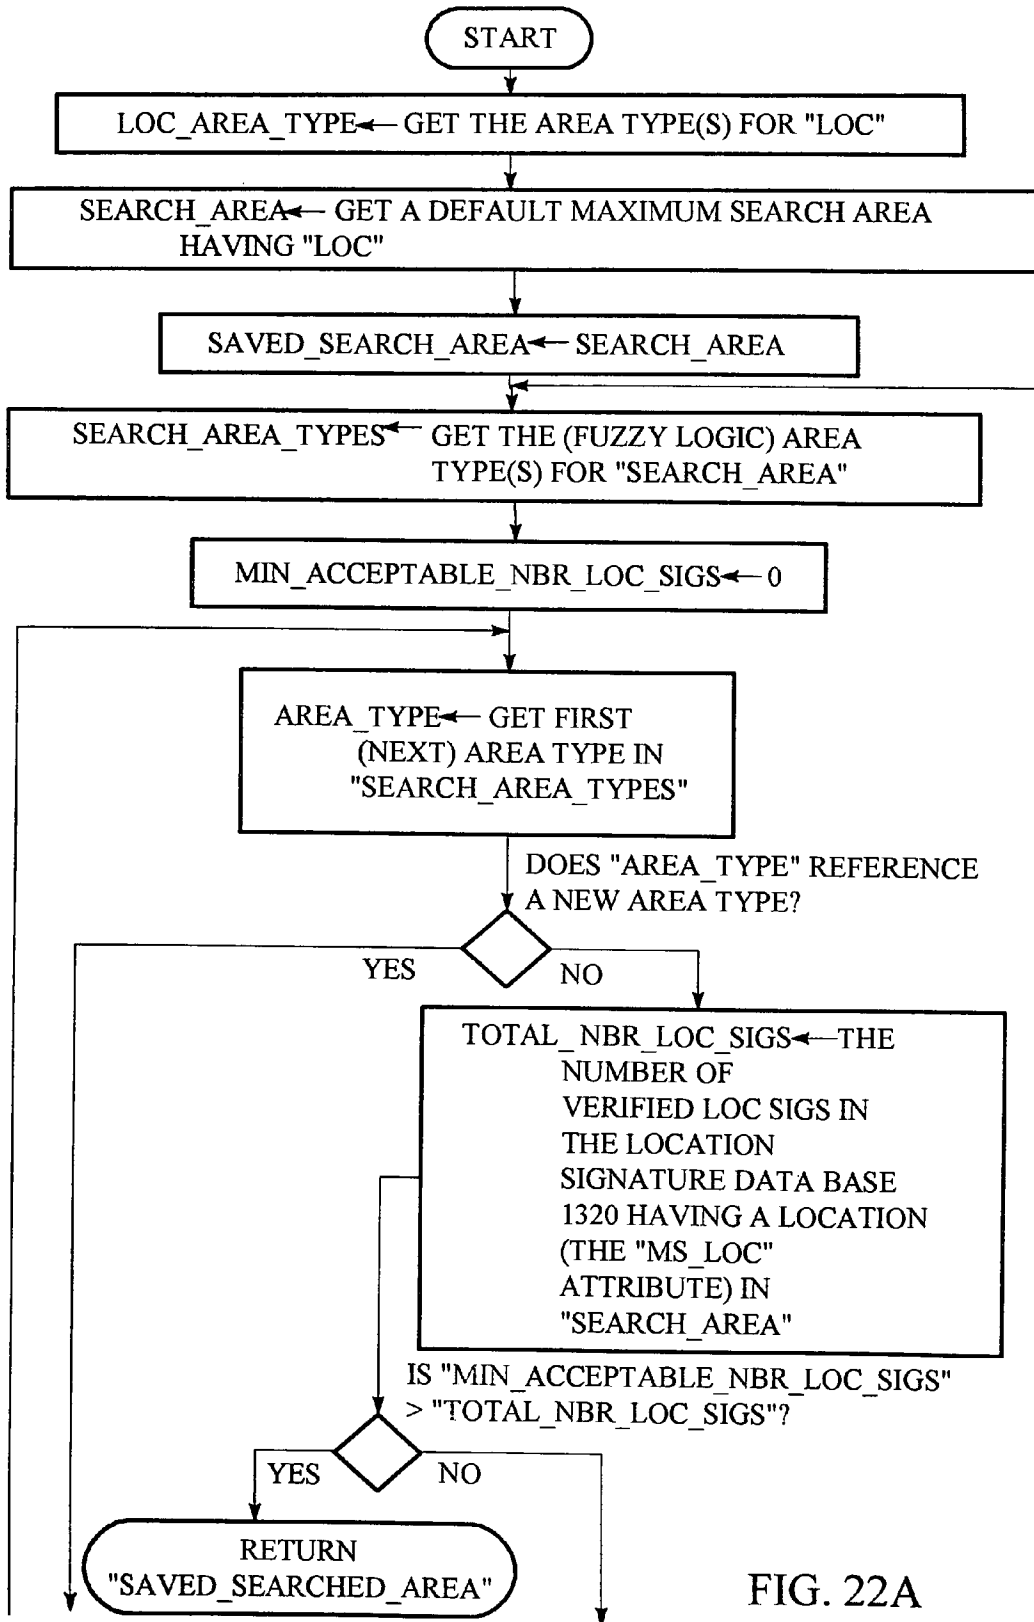 START
LOC_AREA_TYPE← GET THE AREA TYPE(S) FOR "LOC"
SEARCH_AREA← GET A DEFAULT MAXIMUM SEARCH AREA
HAVING "LOC"
SAVED_SEARCH_AREA← SEARCH_AREA
SEARCH_AREA_TYPES← GET THE (FUZZY LOGIC) AREA
TYPE(S) FOR "SEARCH_AREA"
MIN_ACCEPTABLE_NBR_LOC_SIGS← 0
AREA_TYPE← GET FIRST
(NEXT) AREA TYPE IN
"SEARCH_AREA_TYPES"
DOES "AREA_TYPE" REFERENCE
A NEW AREA TYPE?
YES
NO
TOTAL_ NBR_LOC_SIGS←THE
NUMBER OF
VERIFIED LOC SIGS IN
THE LOCATION
SIGNATURE DATA BASE
1320 HAVING A LOCATION
(THE "MS_LOC"
ATTRIBUTE) IN
"SEARCH_AREA"
IS "MIN_ACCEPTABLE_NBR_LOC_SIGS"
> "TOTAL_NBR_LOC_SIGS"?
YES
NO
RETURN
"SAVED_SEARCHED_AREA"
FIG. 22A